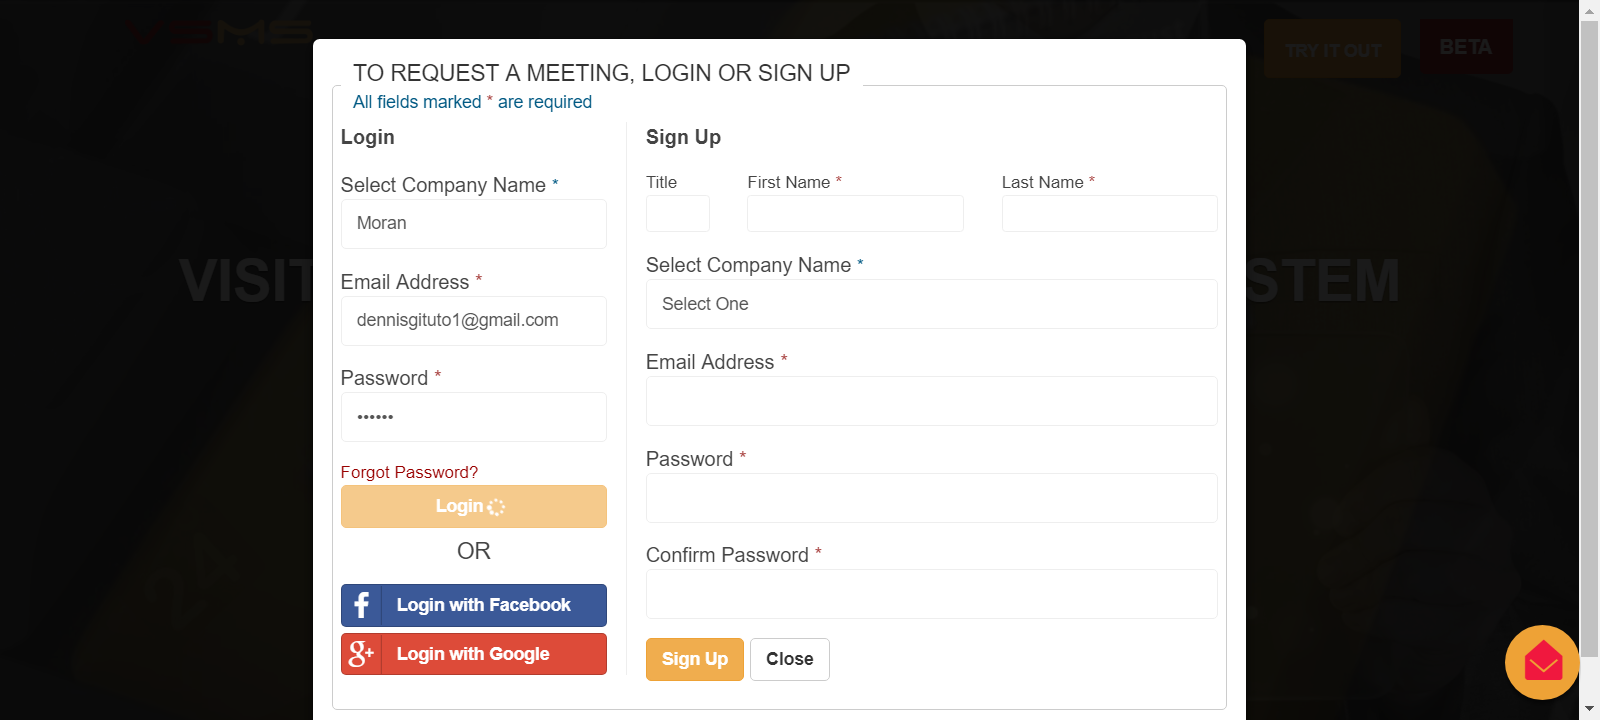 VSMS
TRY IT OUT
BETA
TO REQUEST A MEETING, LOGIN OR SIGN UP
All fields marked * are required
Login
Select Company Name *
Moran
Email Address *
dennisgituto1@gmail.com
Password *
••••••
Forgot Password?
Login
OR
Login with Facebook
Login with Google
Sign Up
Title
First Name *
Last Name *
Select Company Name *
Select One
Email Address *
Password *
Confirm Password *
Sign Up
Close
VISIT
STEM